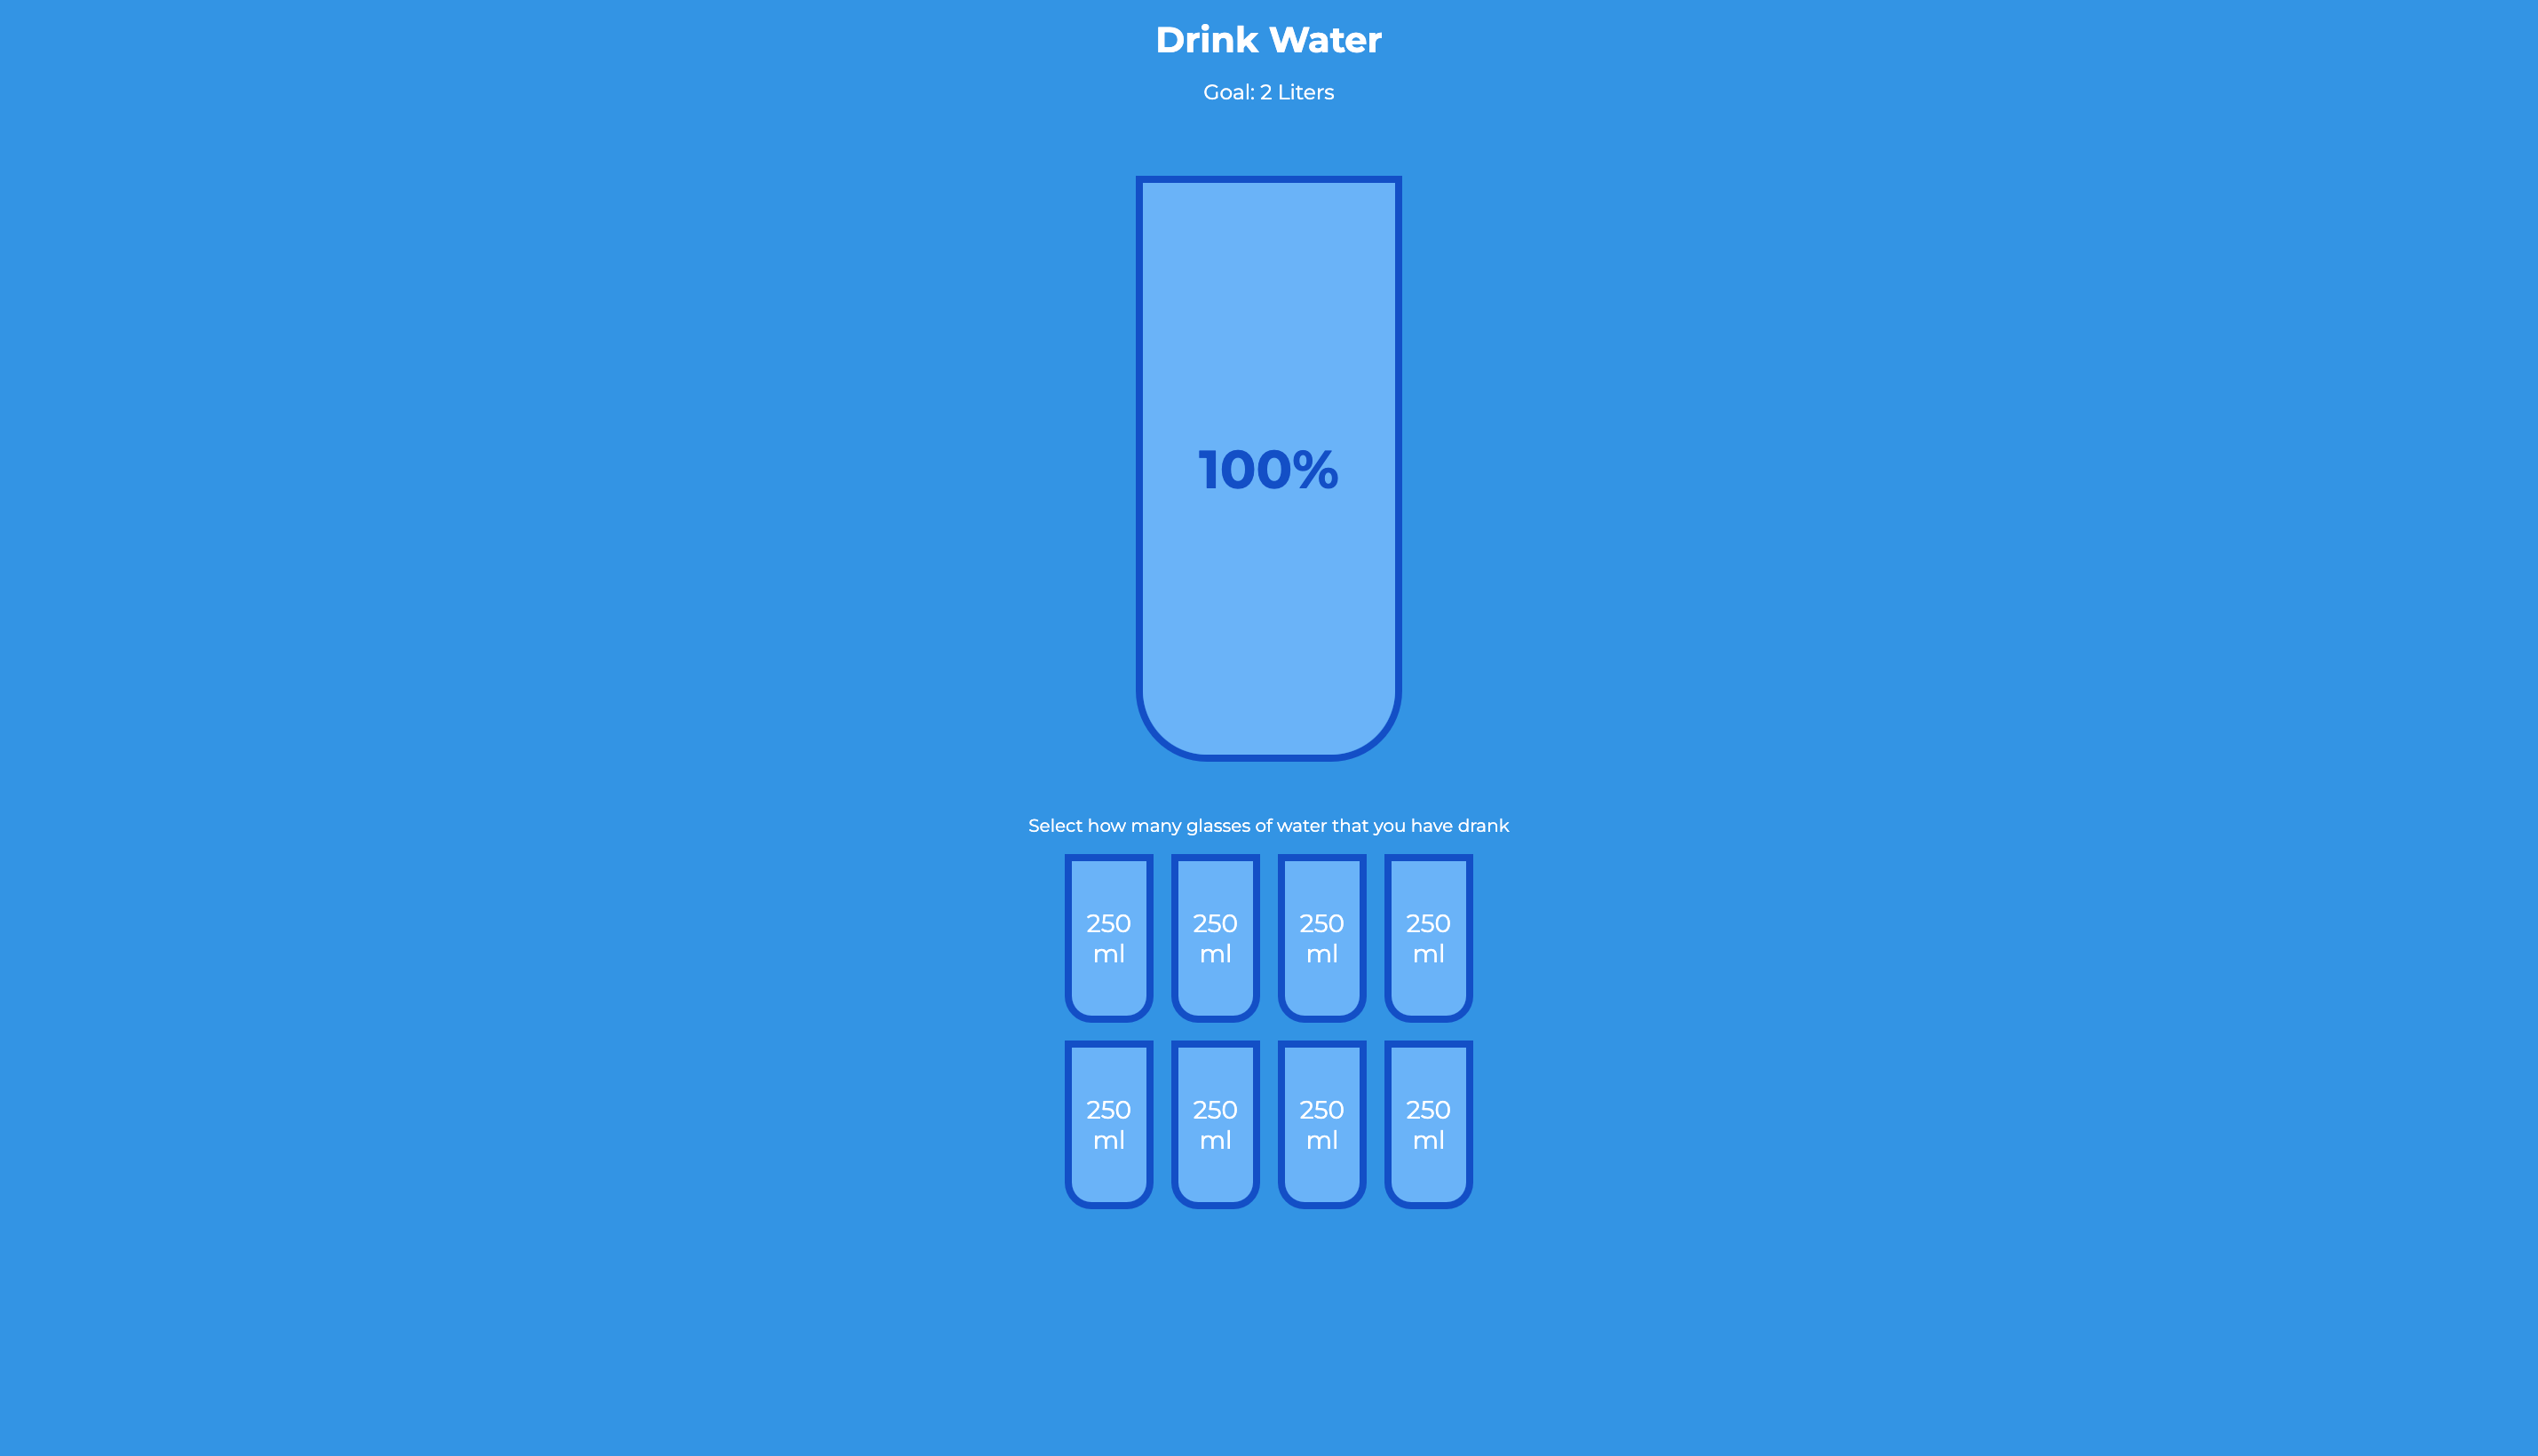 Drink Water
Goal: 2 Liters
100%
Select how many glasses of water that you have drank
250 250 250 250
ml ml ml ml
250 250 250 250
ml ml ml ml